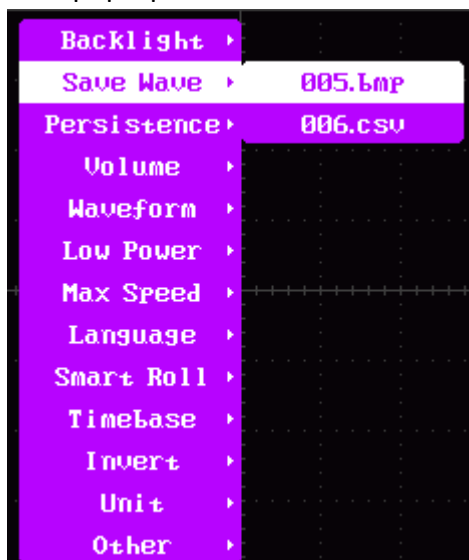 Backlight
Save Wave
005.bmp
Persistence
006.csv
Volume
Waveform
Low Power
Max Speed
Language
Smart Roll
Timebase
Invert
Unit
Other